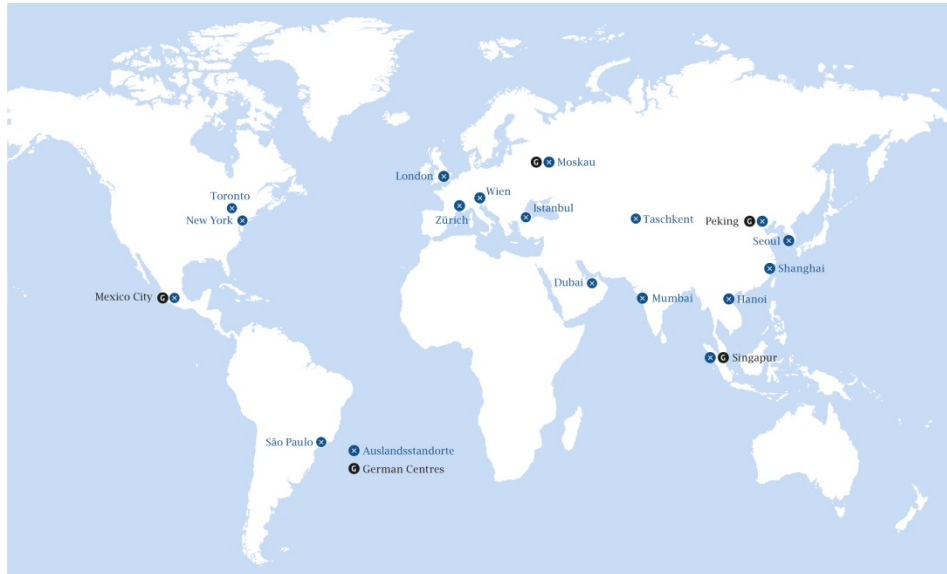 Moskau
London
Wien
Toronto
Istanbul
Zürich
New York
Taschkent
Peking
Seoul
Shanghai
Dubai
Mexico City
Mumbai
Hanoi
Singapur
São Paulo
Auslandsstandorte
German Centres
G
G
G
G
G